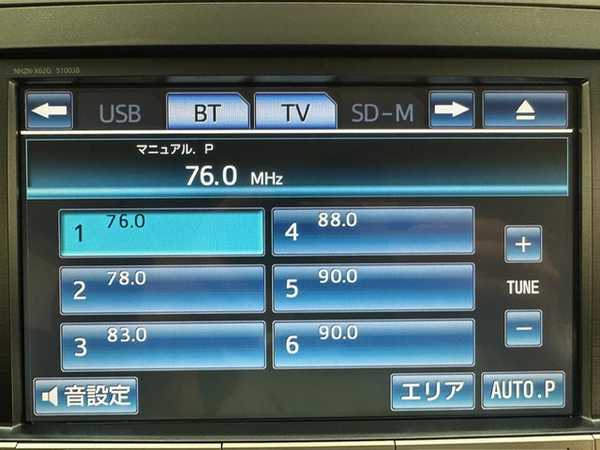 NHZN-X62G 510038
USB BT TV SD-M
マニュアル. P
76.0 MHz
1 76.0
4 88.0
2 78.0
5 90.0
3 83.0
6 90.0
+
TUNE
−
音設定
エリア
AUTO.P